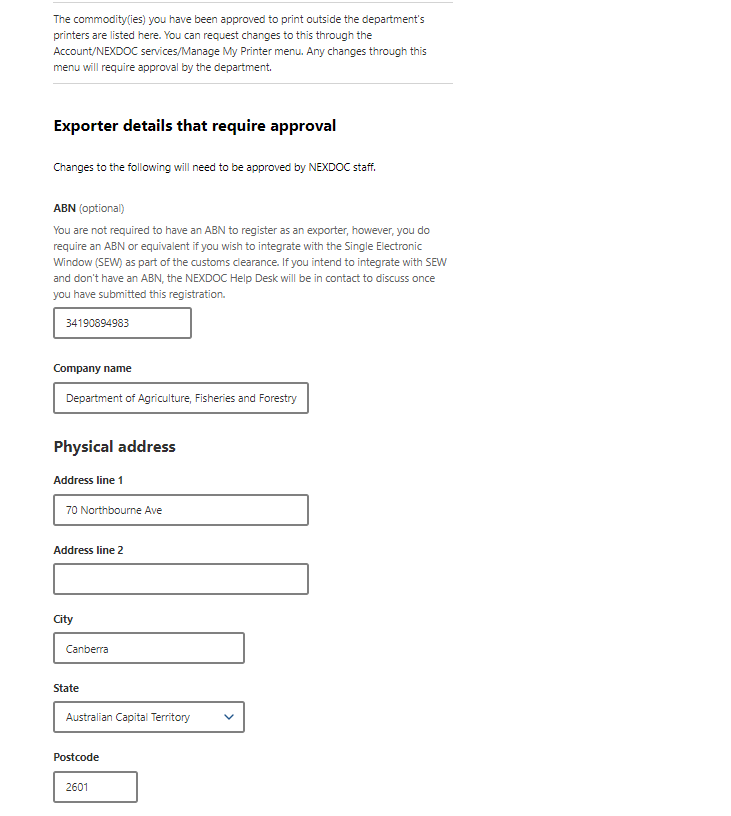 The commodity(ies) you have been approved to print outside the department's
printers are listed here. You can request changes to this through the
Account/NEXDOC services/Manage My Printer menu. Any changes through this
menu will require approval by the department.
Exporter details that require approval
Changes to the following will need to be approved by NEXDOC staff.
ABN (optional)
You are not required to have an ABN to register as an exporter, however, you do
require an ABN or equivalent if you wish to integrate with the Single Electronic
Window (SEW) as part of the customs clearance. If you intend to integrate with SEW
and don't have an ABN, the NEXDOC Help Desk will be in contact to discuss once
you have submitted this registration.
34190894983
Company name
Department of Agriculture, Fisheries and Forestry
Physical address
Address line 1
70 Northbourne Ave
Address line 2
City
Canberra
State
Australian Capital Territory
Postcode
2601